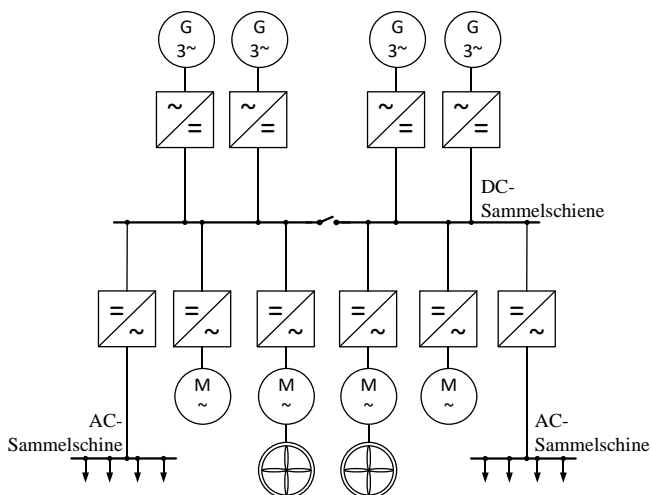 G
3~
G
3~
G
3~
G
3~
~
=
~
=
~
=
~
=
DC-
Sammelschiene
=
~
=
~
=
~
=
~
=
~
=
~
M
~
M
~
M
~
M
~
AC-
Sammelschine
AC-
Sammelschine